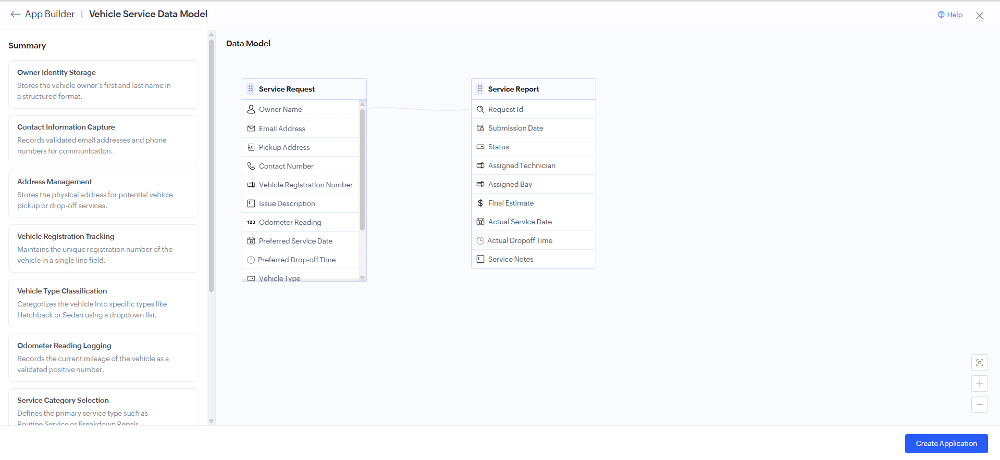 App Builder | Vehicle Service Data Model
Help
Summary
Owner Identity Storage
Stores the vehicle owner's first and last name in
a structured format.
Contact Information Capture
Records validated email addresses and phone
numbers for communication.
Address Management
Stores the physical address for potential vehicle
pickup or drop-off services.
Vehicle Registration Tracking
Maintains the unique registration number of the
vehicle in a single line field.
Vehicle Type Classification
Categorizes the vehicle into specific types like
Hatchback or Sedan using a dropdown list.
Odometer Reading Logging
Records the current mileage of the vehicle as a
validated positive number.
Service Category Selection
Defines the primary service type such as
Routine Service or Breakdown Repair
Data Model
Service Request
Owner Name
Email Address
Pickup Address
Contact Number
Vehicle Registration Number
Issue Description
123 Odometer Reading
Preferred Service Date
Preferred Drop-off Time
Vehicle Type
Service Report
Request Id
Submission Date
Status
Assigned Technician
Assigned Bay
$ Final Estimate
Actual Service Date
Actual Dropoff Time
Service Notes
Create Application